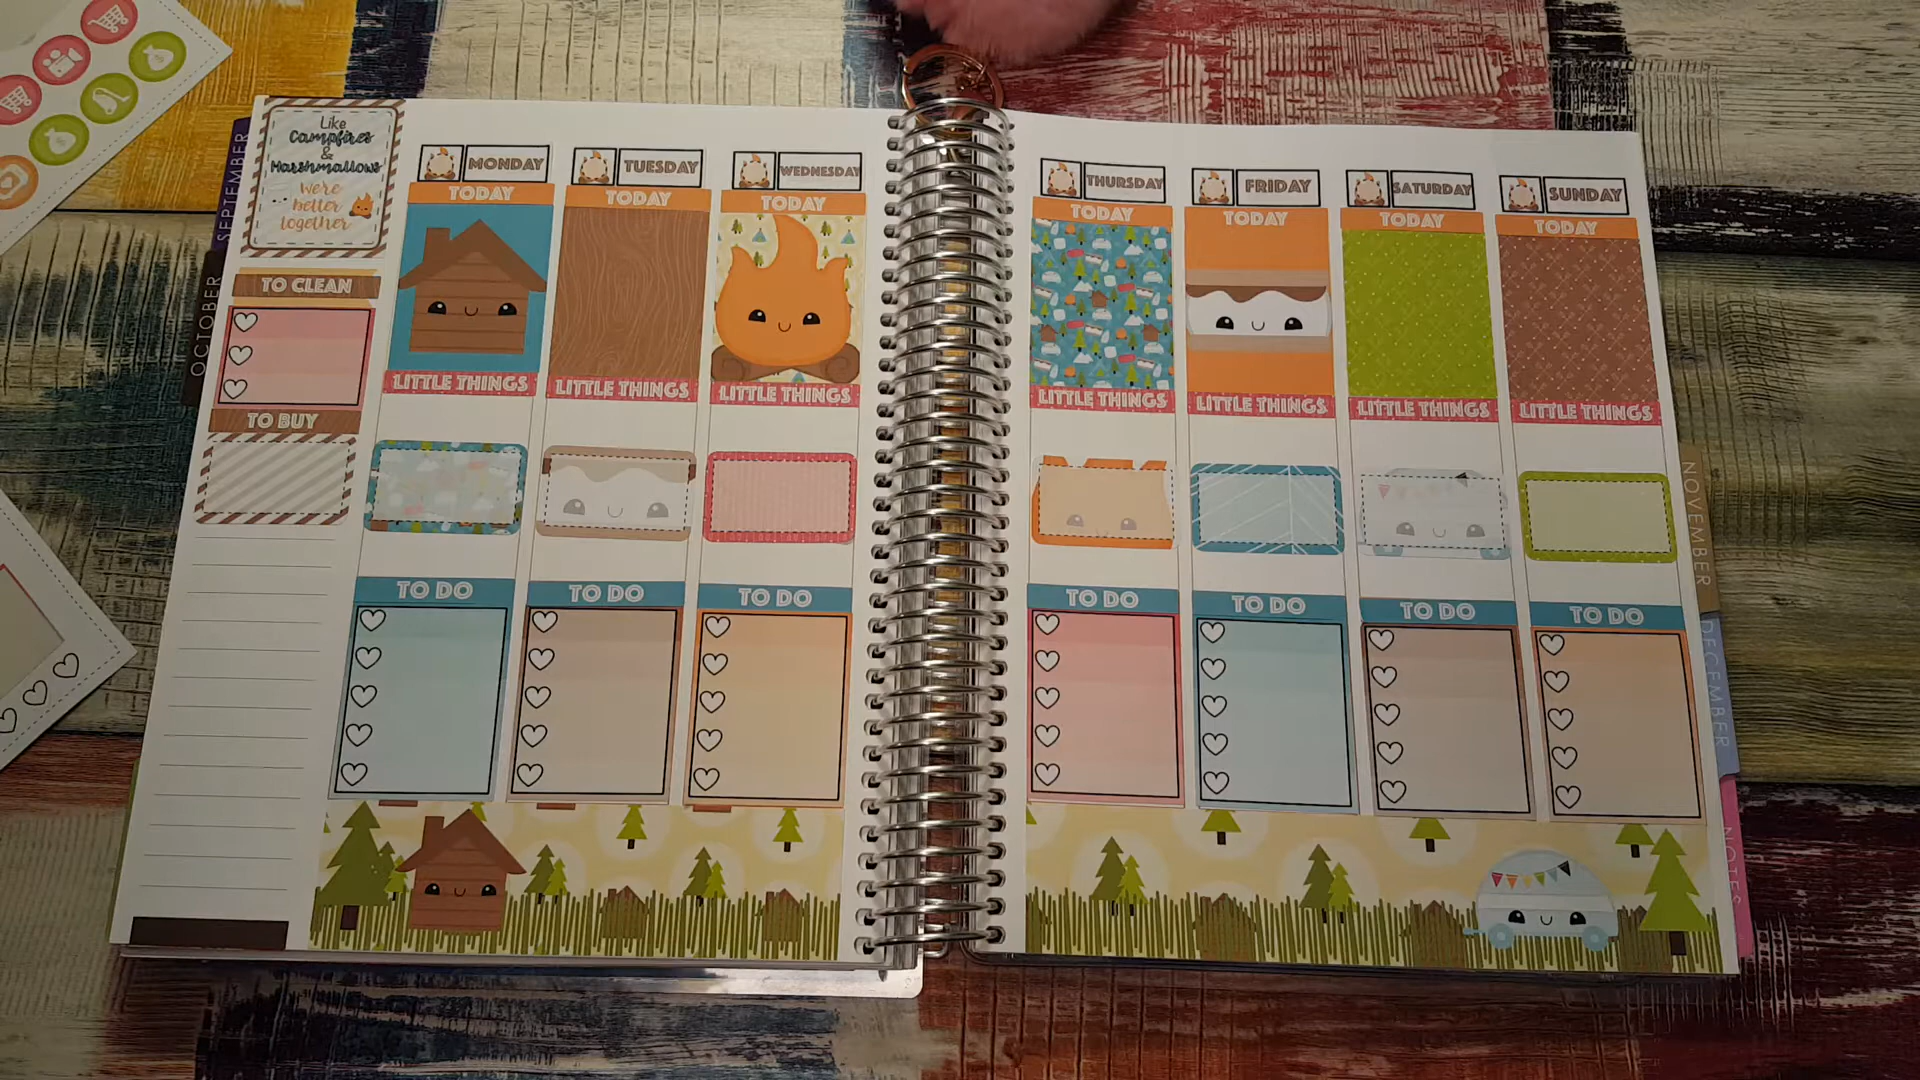 SEPTEMBER
OCTOBER
Like
Campfires
&
Marshmallows
We're
better
together
TO CLEAN
TO BUY
MONDAY
TODAY
LITTLE THINGS
TO DO
TUESDAY
TODAY
LITTLE THINGS
TO DO
WEDNESDAY
TODAY
LITTLE THINGS
TO DO
THURSDAY
TODAY
LITTLE THINGS
TO DO
FRIDAY
TODAY
LITTLE THINGS
TO DO
SATURDAY
TODAY
LITTLE THINGS
TO DO
SUNDAY
TODAY
LITTLE THINGS
TO DO
NOVEMBER
DECEMBER
NOTES